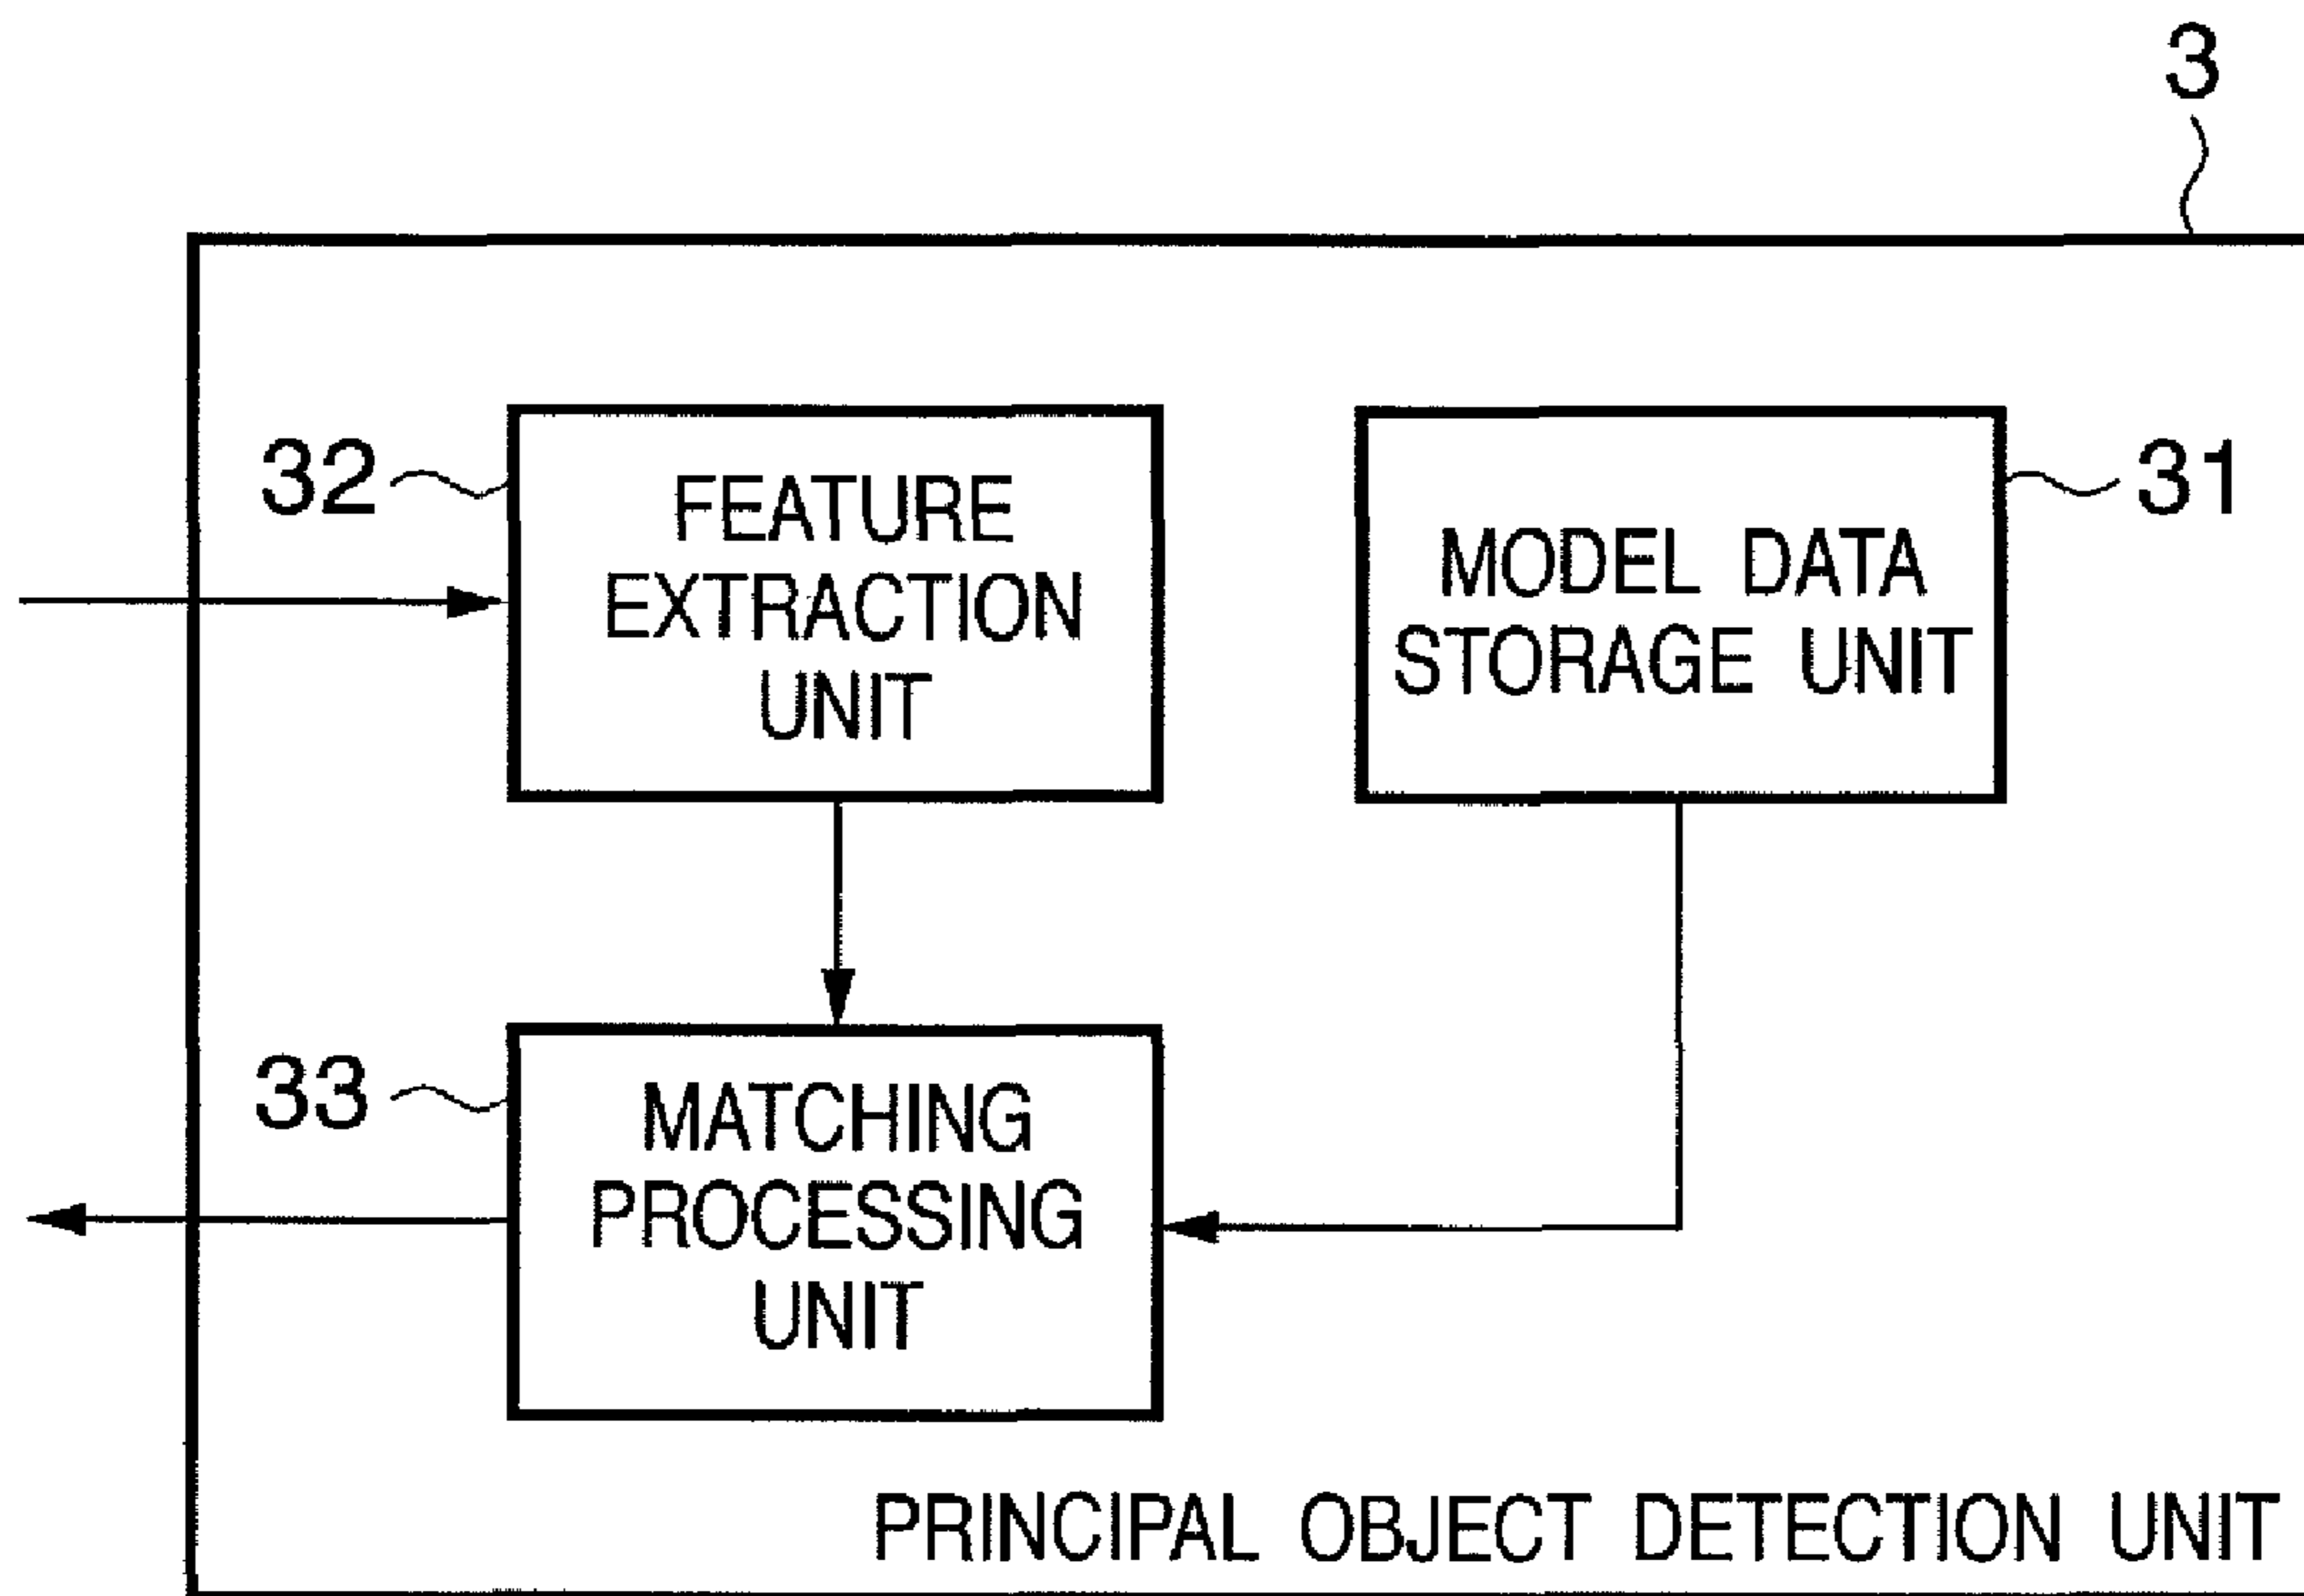 3
32
FEATURE
EXTRACTION
UNIT
31
MODEL DATA
STORAGE UNIT
33
MATCHING
PROCESSING
UNIT
PRINCIPAL OBJECT DETECTION UNIT